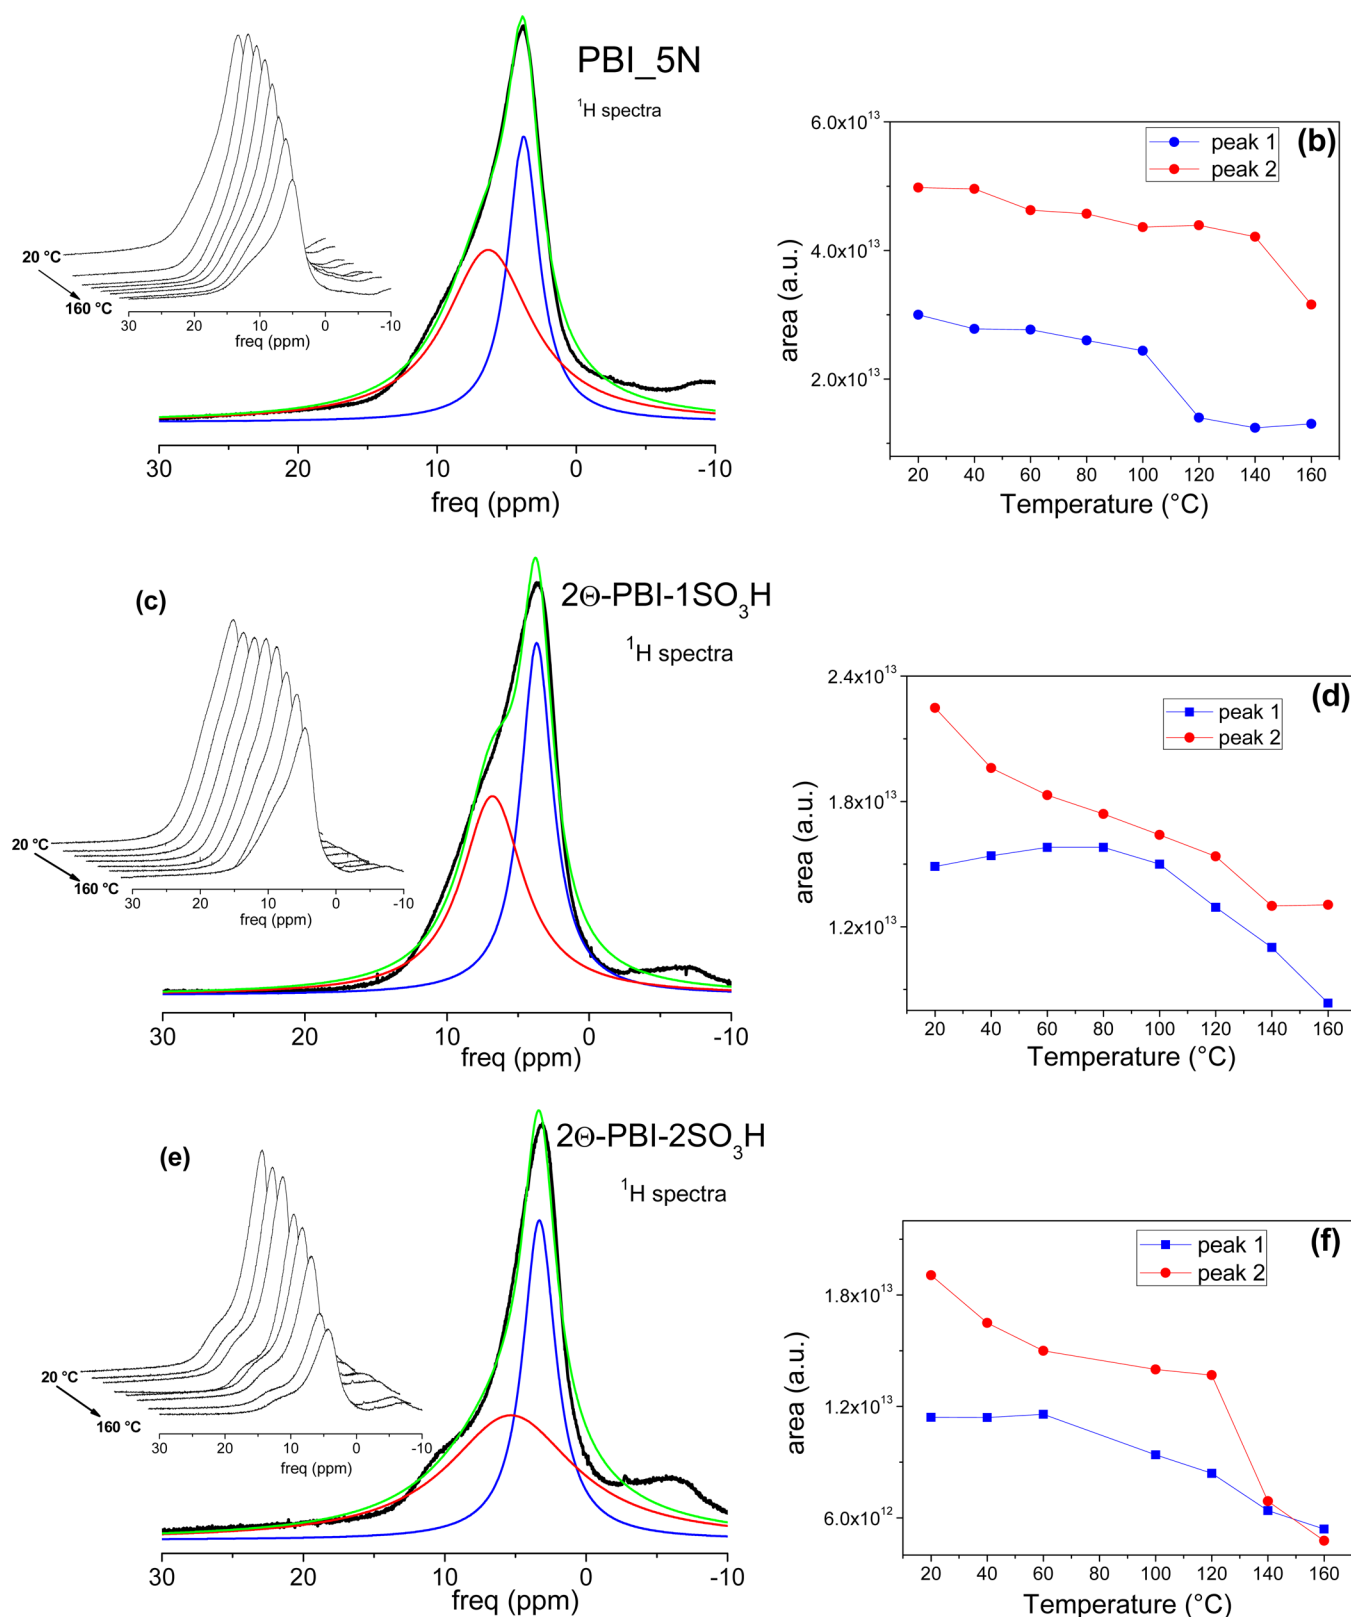 PBI_5N
¹H spectra
20 °C
160 °C
30 20 10 0 -10
freq (ppm)
30 20 10 0 -10
freq (ppm)
(b)
peak 1
peak 2
6.0x10¹³
4.0x10¹³
2.0x10¹³
area (a.u.)
20 40 60 80 100 120 140 160
Temperature (°C)
(c)
2Θ-PBI-1SO₃H
¹H spectra
20 °C
160 °C
30 20 10 0 -10
freq (ppm)
30 20 10 0 -10
freq (ppm)
(d)
peak 1
peak 2
2.4x10¹³
1.8x10¹³
1.2x10¹³
area (a.u.)
20 40 60 80 100 120 140 160
Temperature (°C)
(e)
2Θ-PBI-2SO₃H
¹H spectra
20 °C
160 °C
30 20 10 0 -10
freq (ppm)
30 20 10 0 -10
freq (ppm)
(f)
peak 1
peak 2
1.8x10¹³
1.2x10¹³
6.0x10¹²
area (a.u.)
20 40 60 80 100 120 140 160
Temperature (°C)